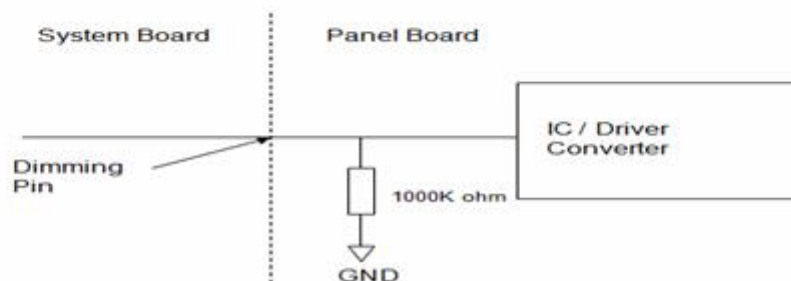 System Board
Panel Board
IC / Driver
Converter
Dimming
Pin
1000K ohm
GND